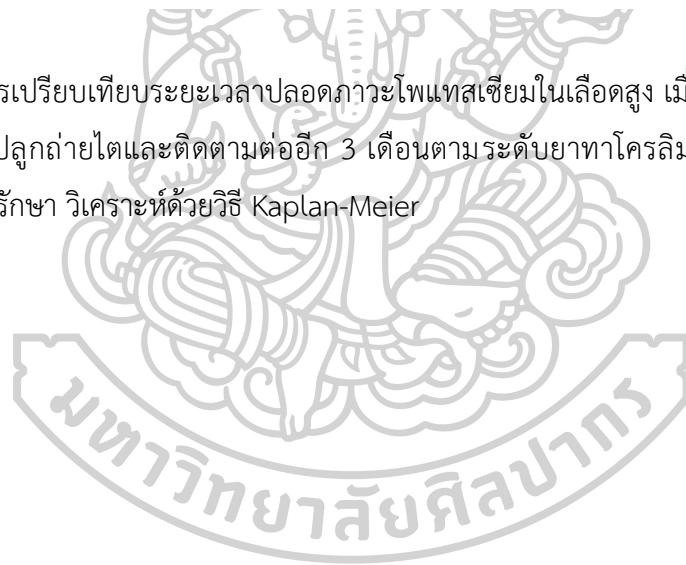 รเปรียบเทียบระยะเวลาปลอดภาวะโพแทสเซียมในเลือดสูง เมื่
ปลูกถ่ายไตและติดตามต่ออีก 3 เดือนตามระดับยาทาโครลิม
รักษา วิเคราะห์ด้วยวิธี Kaplan-Meier
มหาวิทยาลัยศิลปากร